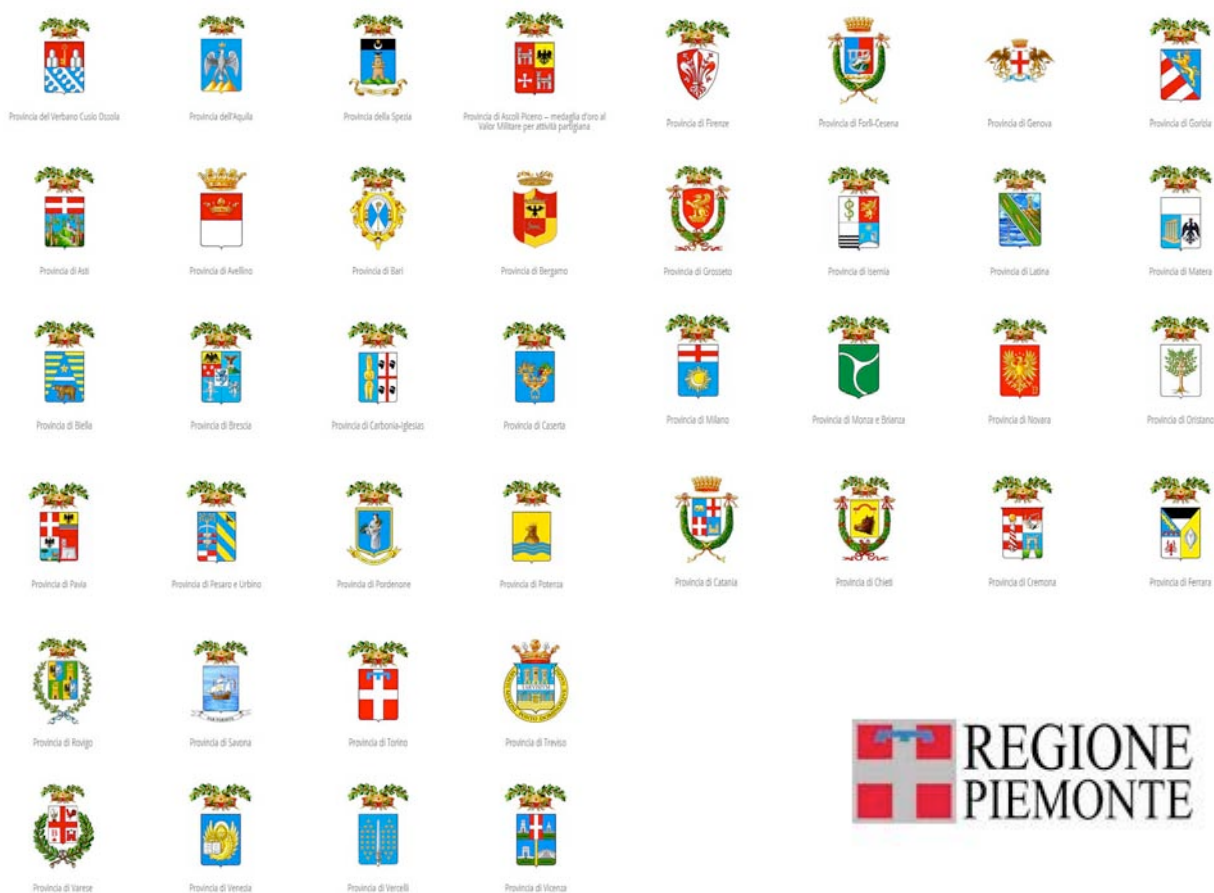 Provincia del Verbano Cusio Ossola
Provincia dell'Aquila
Provincia della Spezia
Provincia di Ascoli Piceno – medaglia d'oro al
Valor Militare per attività partigiana
Provincia di Firenze
Provincia di Forlì-Cesena
Provincia di Genova
Provincia di Gorizia
Provincia di Asti
Provincia di Avellino
Provincia di Bari
Provincia di Bergamo
Provincia di Grosseto
Provincia di Isernia
Provincia di Latina
Provincia di Matera
Provincia di Biella
Provincia di Brescia
Provincia di Carbonia-Iglesias
Provincia di Caserta
Provincia di Milano
Provincia di Monza e Brianza
Provincia di Novara
Provincia di Oristano
Provincia di Pavia
Provincia di Pesaro e Urbino
Provincia di Pordenone
Provincia di Potenza
Provincia di Catania
Provincia di Chieti
Provincia di Cremona
Provincia di Ferrara
Provincia di Rovigo
Provincia di Savona
Provincia di Torino
Provincia di Treviso
REGIONE
PIEMONTE
Provincia di Varese
Provincia di Venezia
Provincia di Vercelli
Provincia di Vicenza